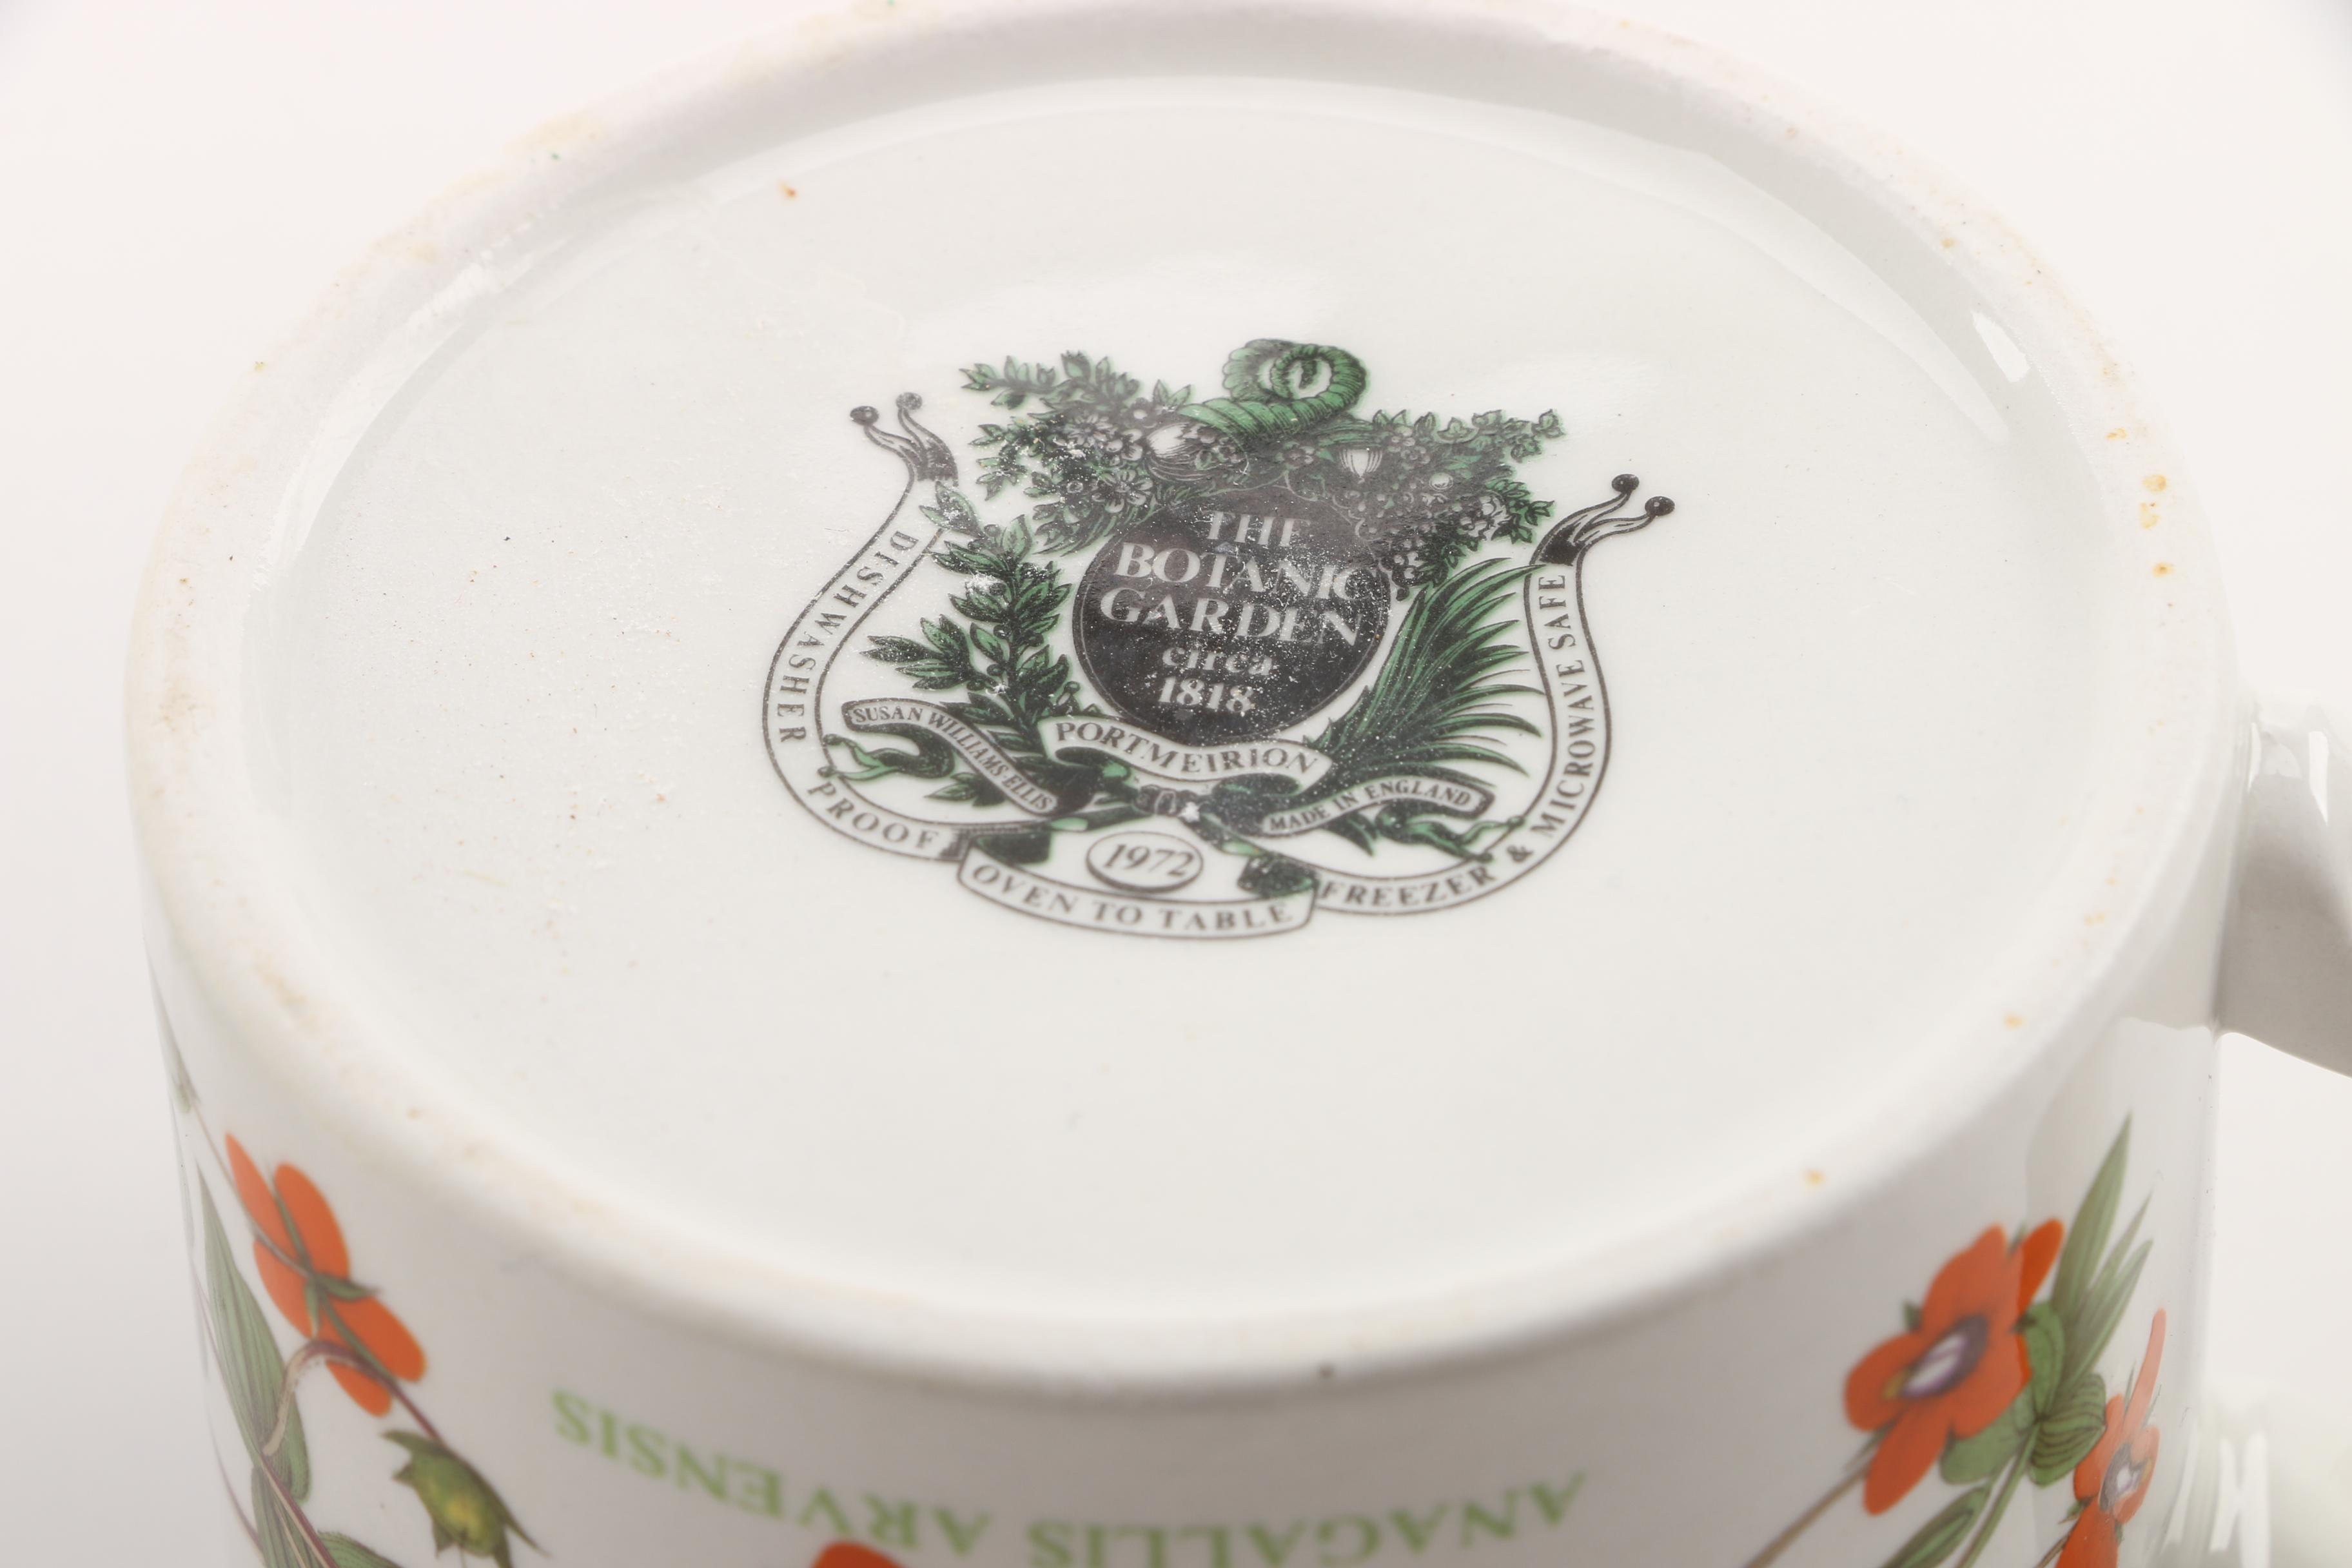 THE
BOTANIC
GARDEN
circa
1818
PORTMEIRION
SUSAN WILLIAMS-ELLIS
MADE IN ENGLAND
1972
DISHWASHER PROOF
OVEN TO TABLE
FREEZER & MICROWAVE SAFE
ANAGALLIS ARVENSIS